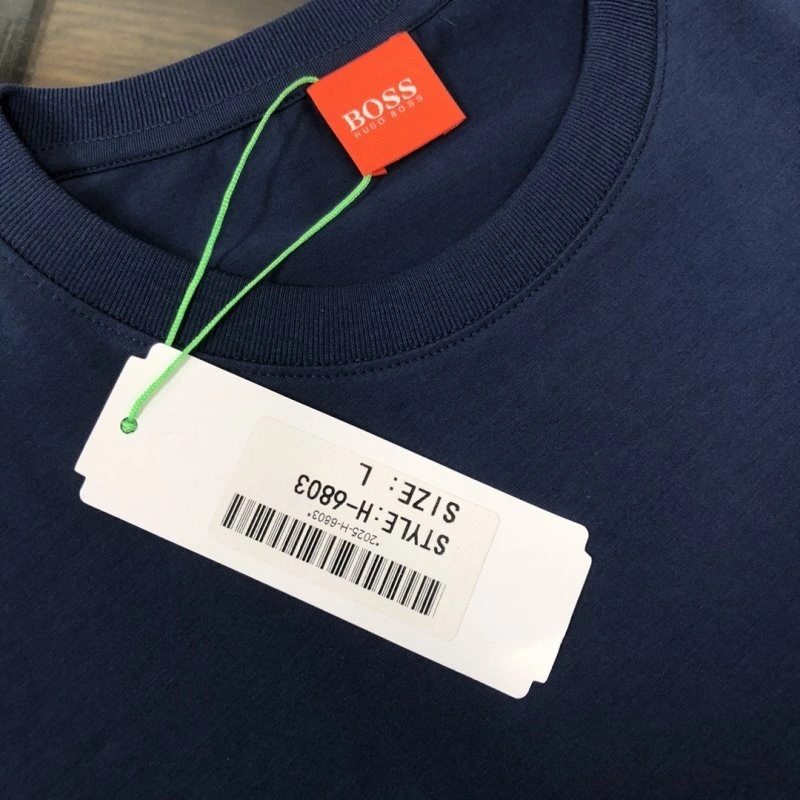 BOSS
HUGO BOSS
*2025-H-6803*
STYLE:H-6803
SIZE: L